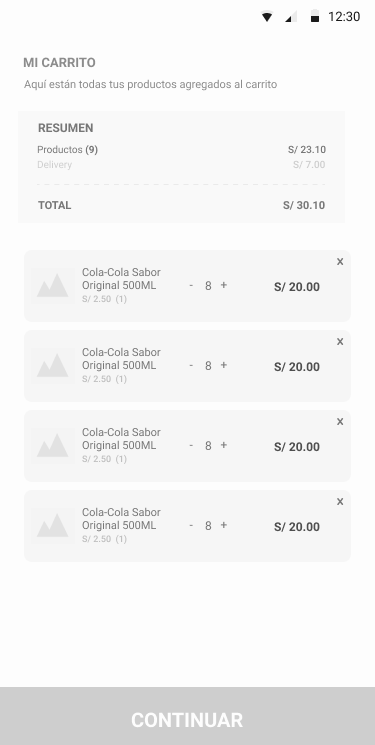 12:30
MI CARRITO
Aquí están todas tus productos agregados al carrito
RESUMEN
Productos (9) S/ 23.10
Delivery S/ 7.00
TOTAL S/ 30.10
x
Cola-Cola Sabor
Original 500ML - 8 + S/ 20.00
S/ 2.50 (1)
x
Cola-Cola Sabor
Original 500ML - 8 + S/ 20.00
S/ 2.50 (1)
x
Cola-Cola Sabor
Original 500ML - 8 + S/ 20.00
S/ 2.50 (1)
x
Cola-Cola Sabor
Original 500ML - 8 + S/ 20.00
S/ 2.50 (1)
CONTINUAR